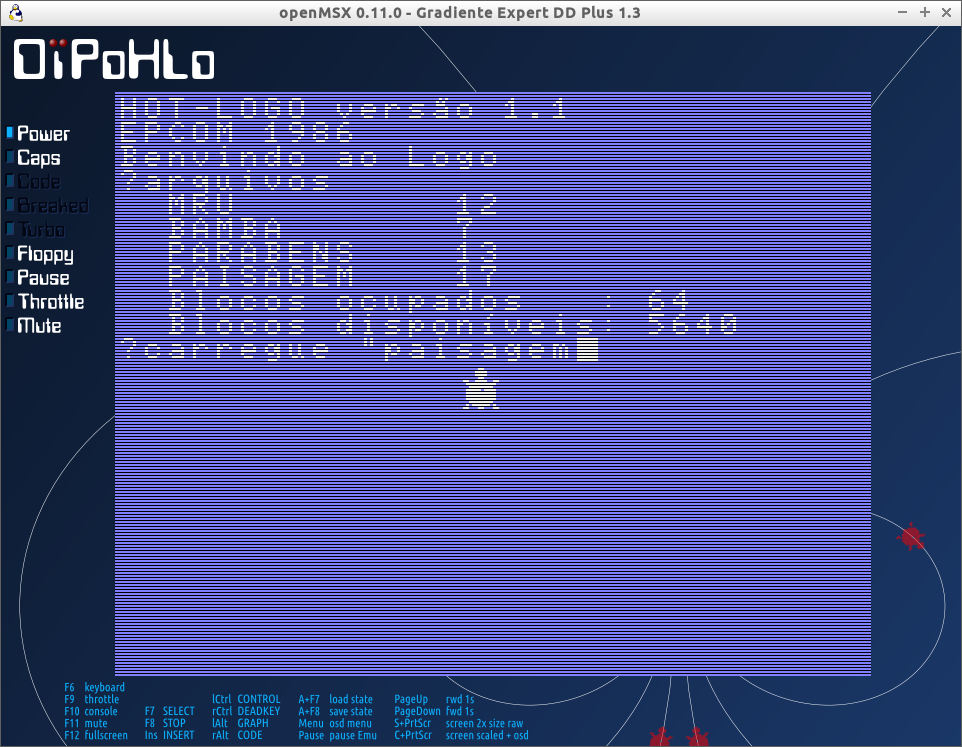 openMSX 0.11.0 - Gradiente Expert DD Plus 1.3
OïPoHLo
Power
Caps
Code
Breaked
Turbo
Floppy
Pause
Throttle
Mute
HOT-LOGO versão 1.1
EPCOM 1986
Benvindo ao Logo
?arquivos
MRU 12
BAMBA 7
PARABENS 13
PAISAGEM 17
Blocos ocupados : 64
Blocos disponíveis: 5640
?carregue "paisagem
F6 keyboard
F9 throttle lCtrl CONTROL A+F7 load state PageUp rwd 1s
F10 console F7 SELECT rCtrl DEADKEY A+F8 save state PageDown fwd 1s
F11 mute F8 STOP lAlt GRAPH Menu osd menu S+PrtScr screen 2x size raw
F12 fullscreen Ins INSERT rAlt CODE Pause pause Emu C+PrtScr screen scaled + osd